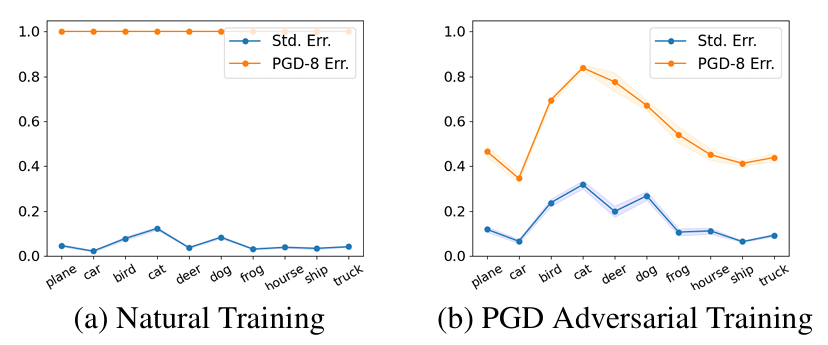 1.0
0.8
0.6
0.4
0.2
0.0
Std. Err.
PGD-8 Err.
plane car bird cat deer dog frog hourse ship truck
(a) Natural Training
1.0
0.8
0.6
0.4
0.2
0.0
Std. Err.
PGD-8 Err.
plane car bird cat deer dog frog hourse ship truck
(b) PGD Adversarial Training